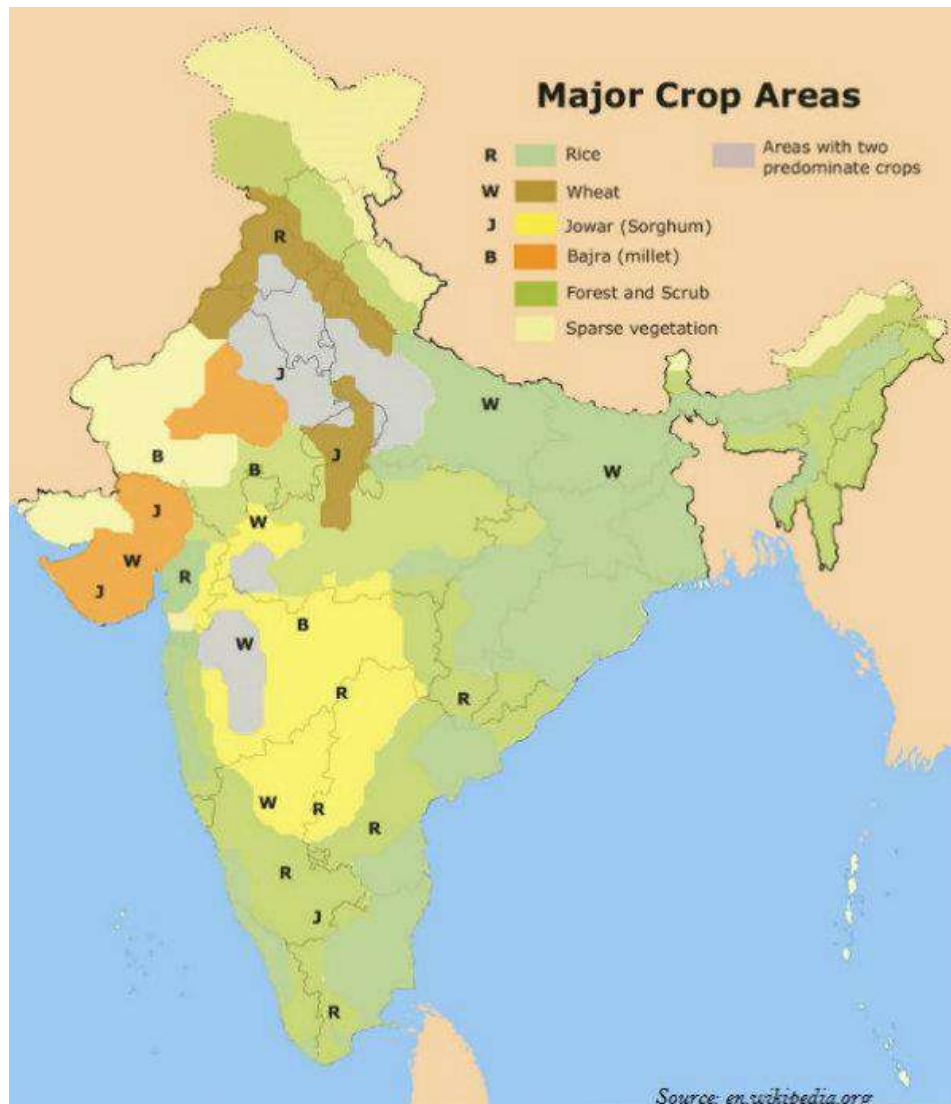 Major Crop Areas
R Rice
W Wheat
J Jowar (Sorghum)
B Bajra (millet)
Forest and Scrub
Sparse vegetation
Areas with two
predominate crops
R
J
W
B
B
J
W
J
W
W
R
J
B
W
R
R
W
R
R
R
J
R
Source: en.wikipedia.org